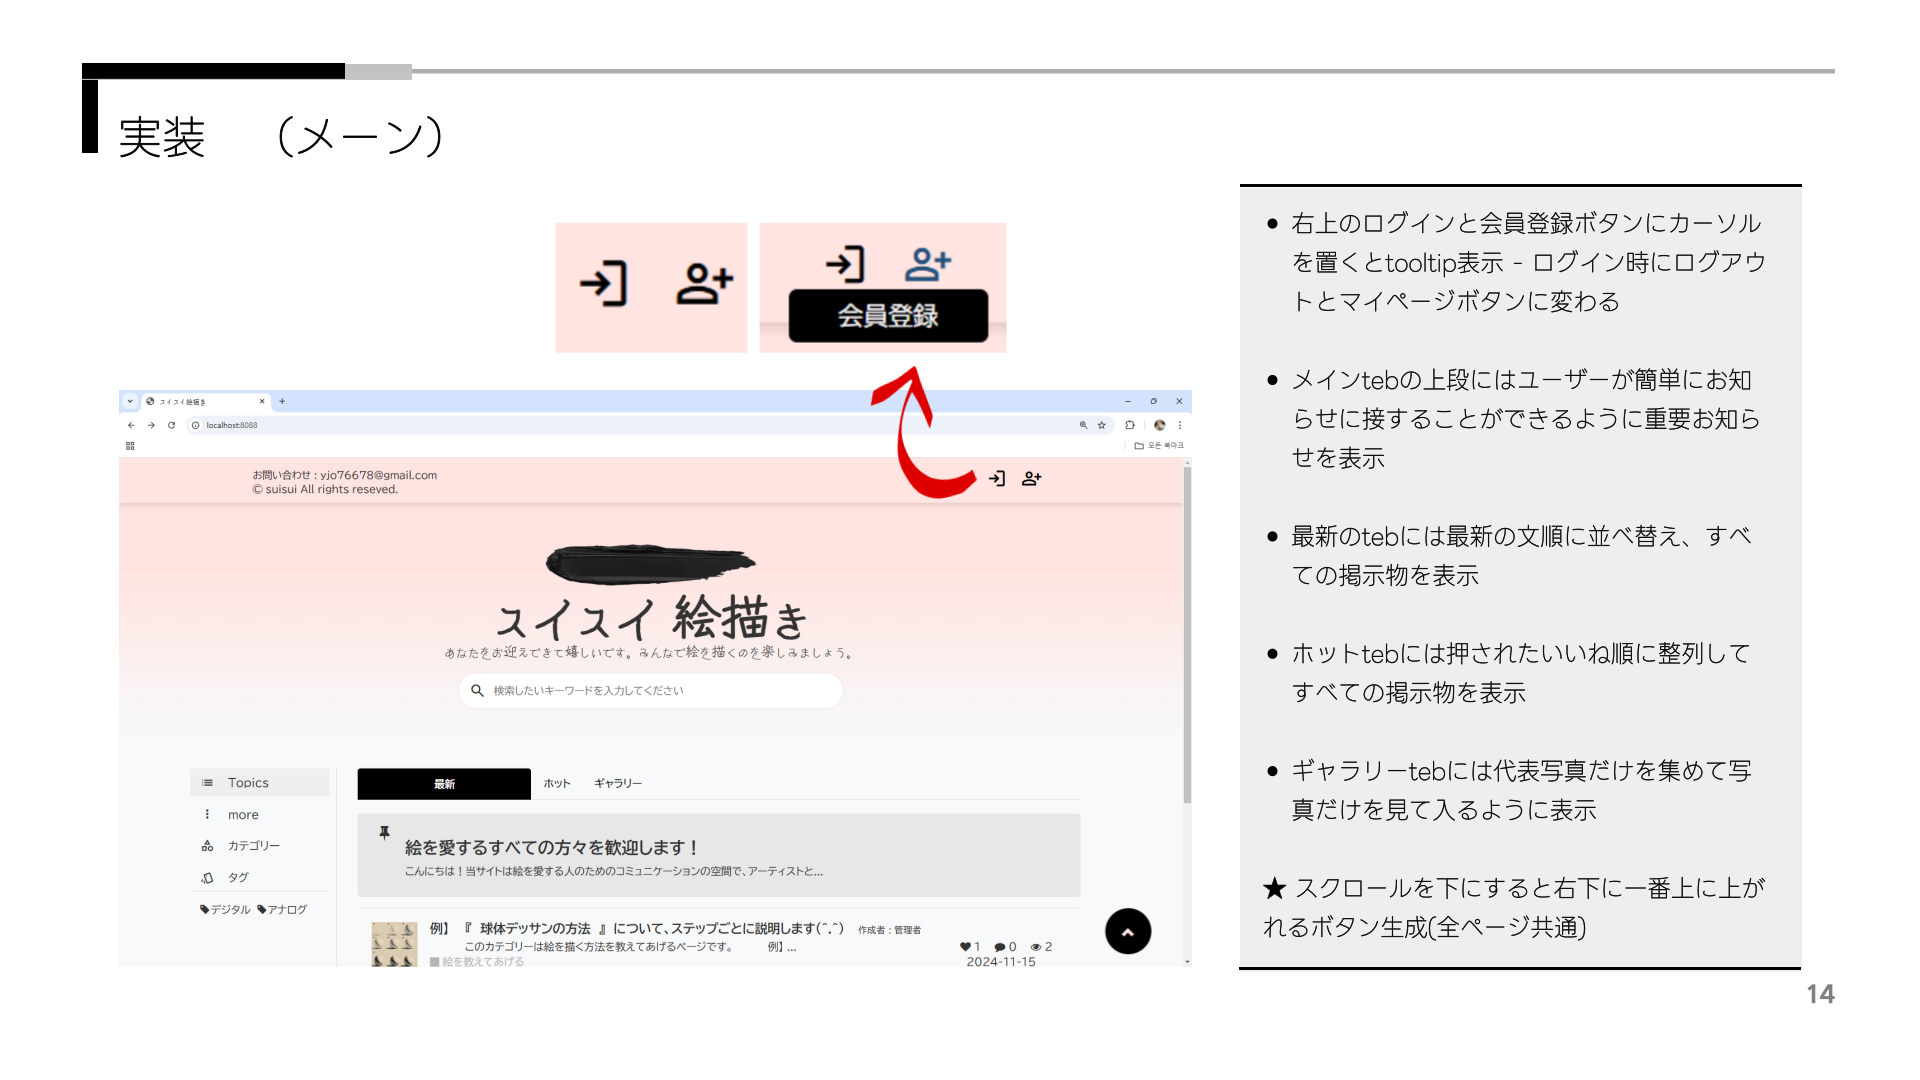 実装　（メーン）
会員登録
スイスイ絵描き
localhost:8088
모든 북마크
お問い合わせ : yjo76678@gmail.com
© suisui All rights reseved.
スイスイ 絵描き
あなたをお迎えできて嬉しいです。みんなで絵を描くのを楽しみましょう。
検索したいキーワードを入力してください
Topics
more
カテゴリー
タグ
デジタル アナログ
最新 ホット ギャラリー
絵を愛するすべての方々を歓迎します！
こんにちは！当サイトは絵を愛する人のためのコミュニケーションの空間で、アーティストと...
例】『 球体デッサンの方法 』について、ステップごとに説明します(^.^) 作成者 : 管理者
このカテゴリーは絵を描く方法を教えてあげるページです。 例】...
絵を教えてあげる
1 0 2
2024-11-15
● 右上のログインと会員登録ボタンにカーソル
を置くとtooltip表示 - ログイン時にログアウ
トとマイページボタンに変わる
● メインtebの上段にはユーザーが簡単にお知
らせに接することができるように重要お知ら
せを表示
● 最新のtebには最新の文順に並べ替え、すべ
ての掲示物を表示
● ホットtebには押されたいいね順に整列して
すべての掲示物を表示
● ギャラリーtebには代表写真だけを集めて写
真だけを見て入るように表示
★ スクロールを下にすると右下に一番上に上が
れるボタン生成(全ページ共通)
14